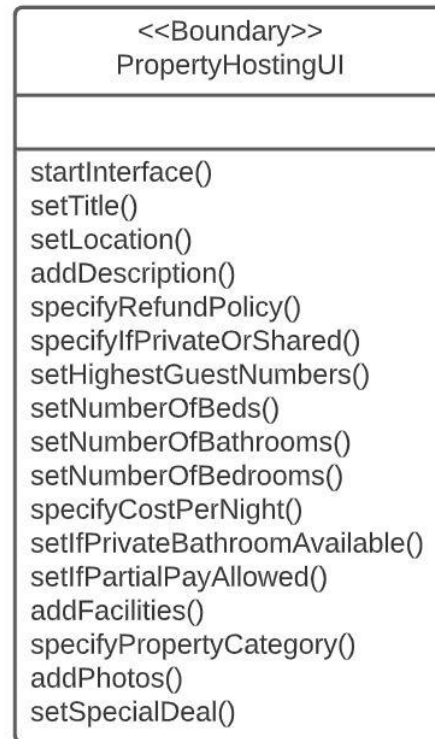 <<Boundary>>
PropertyHostingUI
startInterface()
setTitle()
setLocation()
addDescription()
specifyRefundPolicy()
specifyIfPrivateOrShared()
setHighestGuestNumbers()
setNumberOfBeds()
setNumberOfBathrooms()
setNumberOfBedrooms()
specifyCostPerNight()
setIfPrivateBathroomAvailable()
setIfPartialPayAllowed()
addFacilities()
specifyPropertyCategory()
addPhotos()
setSpecialDeal()